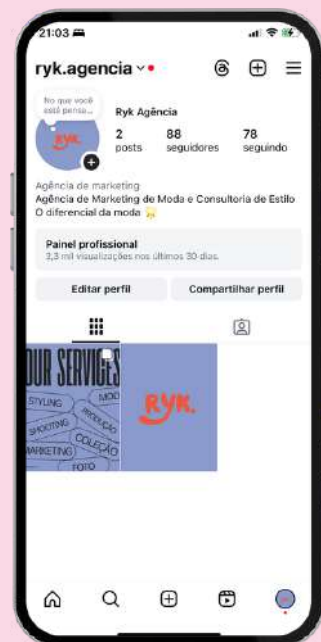 21:03
ryk.agencia
No que você
está pensa...
RYK.
Ryk Agência
2 88 78
posts seguidores seguindo
Agência de marketing
Agência de Marketing de Moda e Consultoria de Estilo
O diferencial da moda
Painel profissional
2,3 mil visualizações nos últimos 30 dias.
Editar perfil Compartilhar perfil
OUR SERVICES
STYLING MOD
SHOOTING PRODUÇÃO
MARKETING COLEÇÃO
FOTO
RYK.